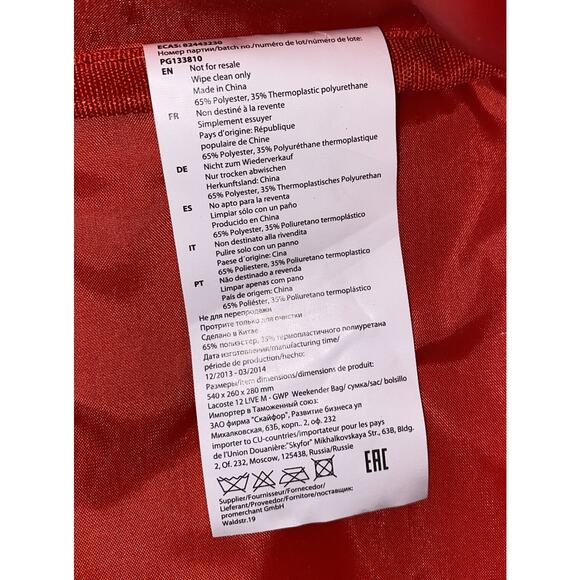 ECAS: 82443230
Номер партии/batch no./numéro de lot/número de lote:
PG133810
EN Not for resale
Wipe clean only
Made in China
65% Polyester, 35% Thermoplastic polyurethane
FR Non destiné à la revente
Simplement essuyer
Pays d'origine: République
populaire de Chine
65% Polyester, 35% Polyuréthane thermoplastique
DE Nicht zum Wiederverkauf
Nur trocken abwischen
Herkunftsland: China
65% Polyester, 35% Thermoplastisches Polyurethan
ES No apto para la reventa
Limpiar sólo con un paño
Producido en China
65% Poliéster, 35% Poliuretano termoplástico
IT Non destinato alla rivendita
Pulire solo con un panno
Paese d'origine: Cina
65% Poliestere, 35% Poliuretano termoplastico
PT Não destinado a revenda
Limpar apenas com pano
País de origem: China
65% Poliéster, 35% Poliuretano termoplástico
Не для перепродажи
Протрите только для очистки
Сделано в Китае
65% полиэстер, 35% термопластичного полиуретана
Дата изготовления/manufacturing time/
période de production/hecho:
12/2013 - 03/2014
Размеры/item dimensions/dimensions de produit:
540 x 260 x 280 mm
Lacoste 12 LIVE M - GWP Weekender Bag/ сумка/sac/ bolsillo
Импортер в Таможенный союз:
ЗАО фирма "Скайфор", Развитие бизнеса ул
Михалковская, 63Б, корп.. 2, оф. 232
importer to CU-countries/importateur pour les pays
de l'Union Douanière:"Skyfor" Mikhalkovskaya Str., 63B, Bldg.
2, Of. 232, Moscow, 125438, Russia/Russie
EAC
Supplier/Fournisseur/Fornecedor/
Lieferant/Proveedor/Fornitore/поставщик:
promerchant GmbH
Waldstr.19